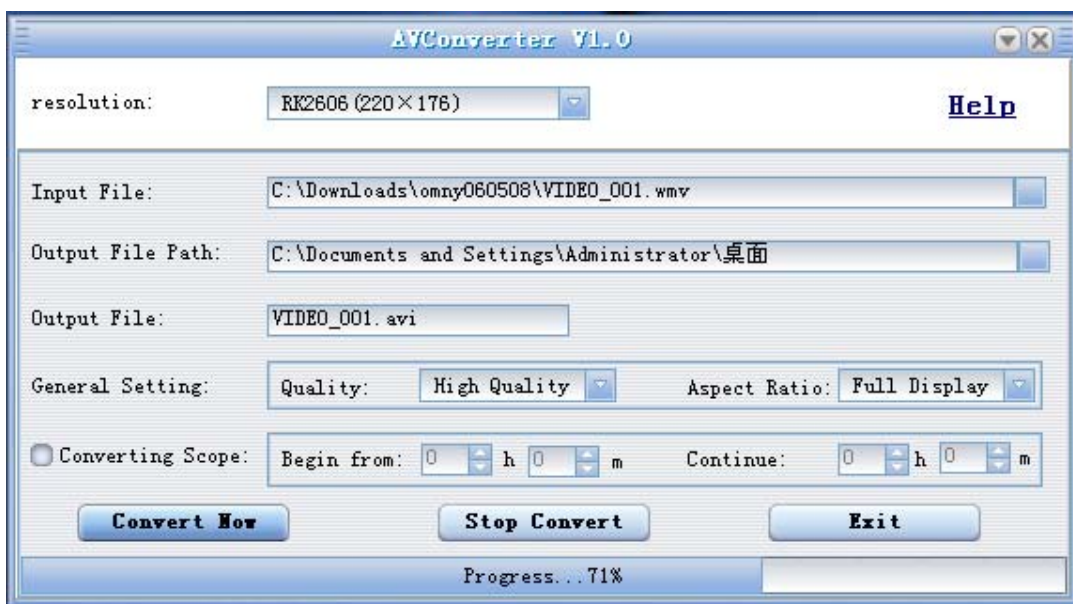 AVConverter V1.0
resolution: RK2606(220×176) Help
Input File: C:\Downloads\omny060508\VIDEO_001.wmv
Output File Path: C:\Documents and Settings\Administrator\桌面
Output File: VIDEO_001.avi
General Setting: Quality: High Quality Aspect Ratio: Full Display
Converting Scope: Begin from: 0 h 0 m Continue: 0 h 0 m
Convert Now Stop Convert Exit
Progress...71%